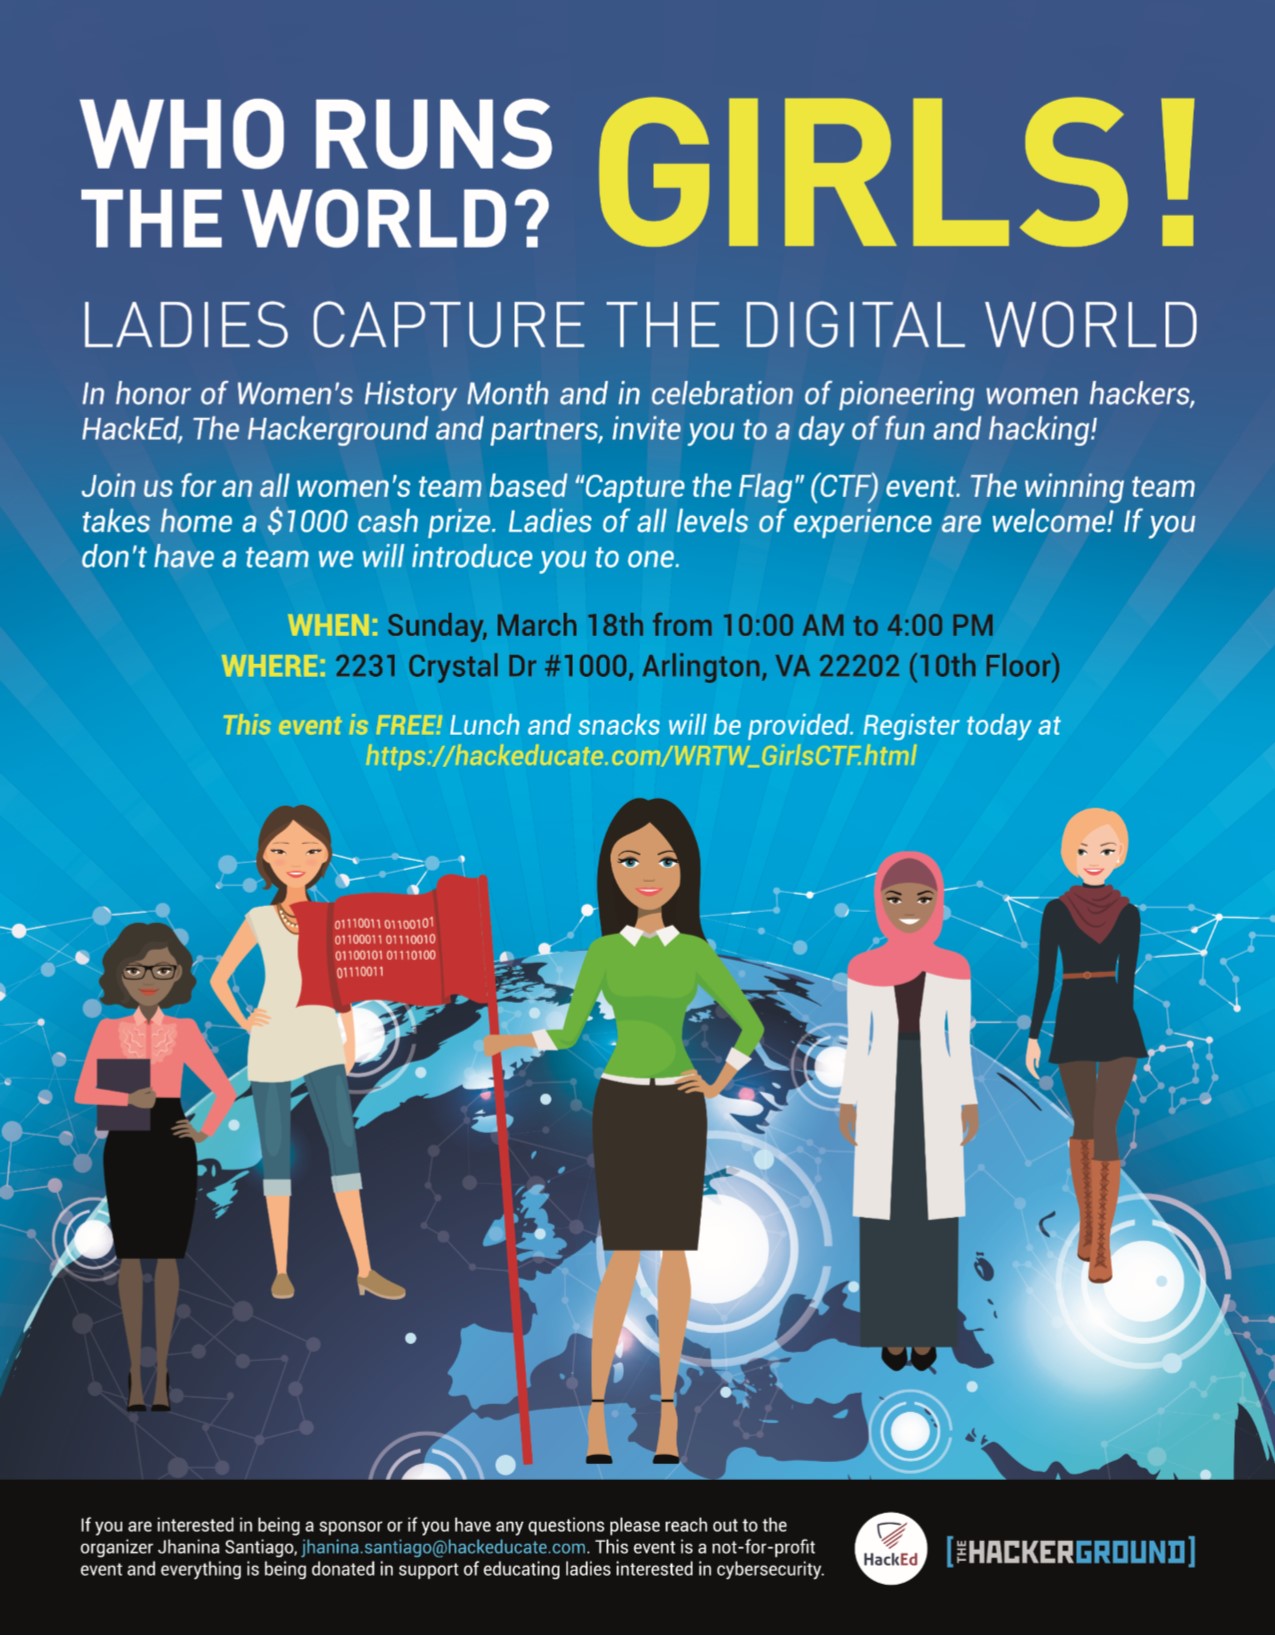 WHO RUNS
THE WORLD?
GIRLS!
LADIES CAPTURE THE DIGITAL WORLD
In honor of Women's History Month and in celebration of pioneering women hackers,
HackEd, The Hackerground and partners, invite you to a day of fun and hacking!
Join us for an all women's team based "Capture the Flag" (CTF) event. The winning team
takes home a $1000 cash prize. Ladies of all levels of experience are welcome! If you
don't have a team we will introduce you to one.
WHEN: Sunday, March 18th from 10:00 AM to 4:00 PM
WHERE: 2231 Crystal Dr #1000, Arlington, VA 22202 (10th Floor)
This event is FREE! Lunch and snacks will be provided. Register today at
https://hackeducate.com/WRTW_GirlsCTF.html
01110011 01100101
01100011 01110010
01100101 01110100
01110011
If you are interested in being a sponsor or if you have any questions please reach out to the
organizer Jhanina Santiago, jhanina.santiago@hackeducate.com. This event is a not-for-profit
event and everything is being donated in support of educating ladies interested in cybersecurity.
HackEd
[THE HACKERGROUND]